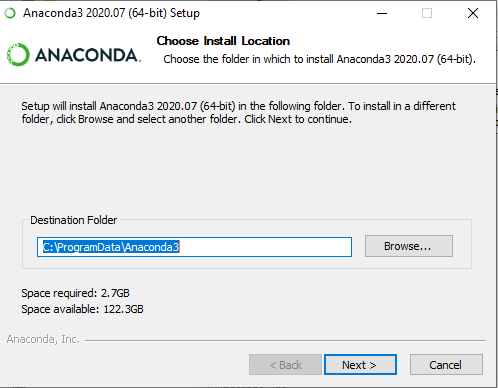 Anaconda3 2020.07 (64-bit) Setup
ANACONDA.
Choose Install Location
Choose the folder in which to install Anaconda3 2020.07 (64-bit).
Setup will install Anaconda3 2020.07 (64-bit) in the following folder. To install in a different
folder, click Browse and select another folder. Click Next to continue.
Destination Folder
C:\ProgramData\Anaconda3
Browse...
Space required: 2.7GB
Space available: 122.3GB
Anaconda, Inc.
< Back
Next >
Cancel